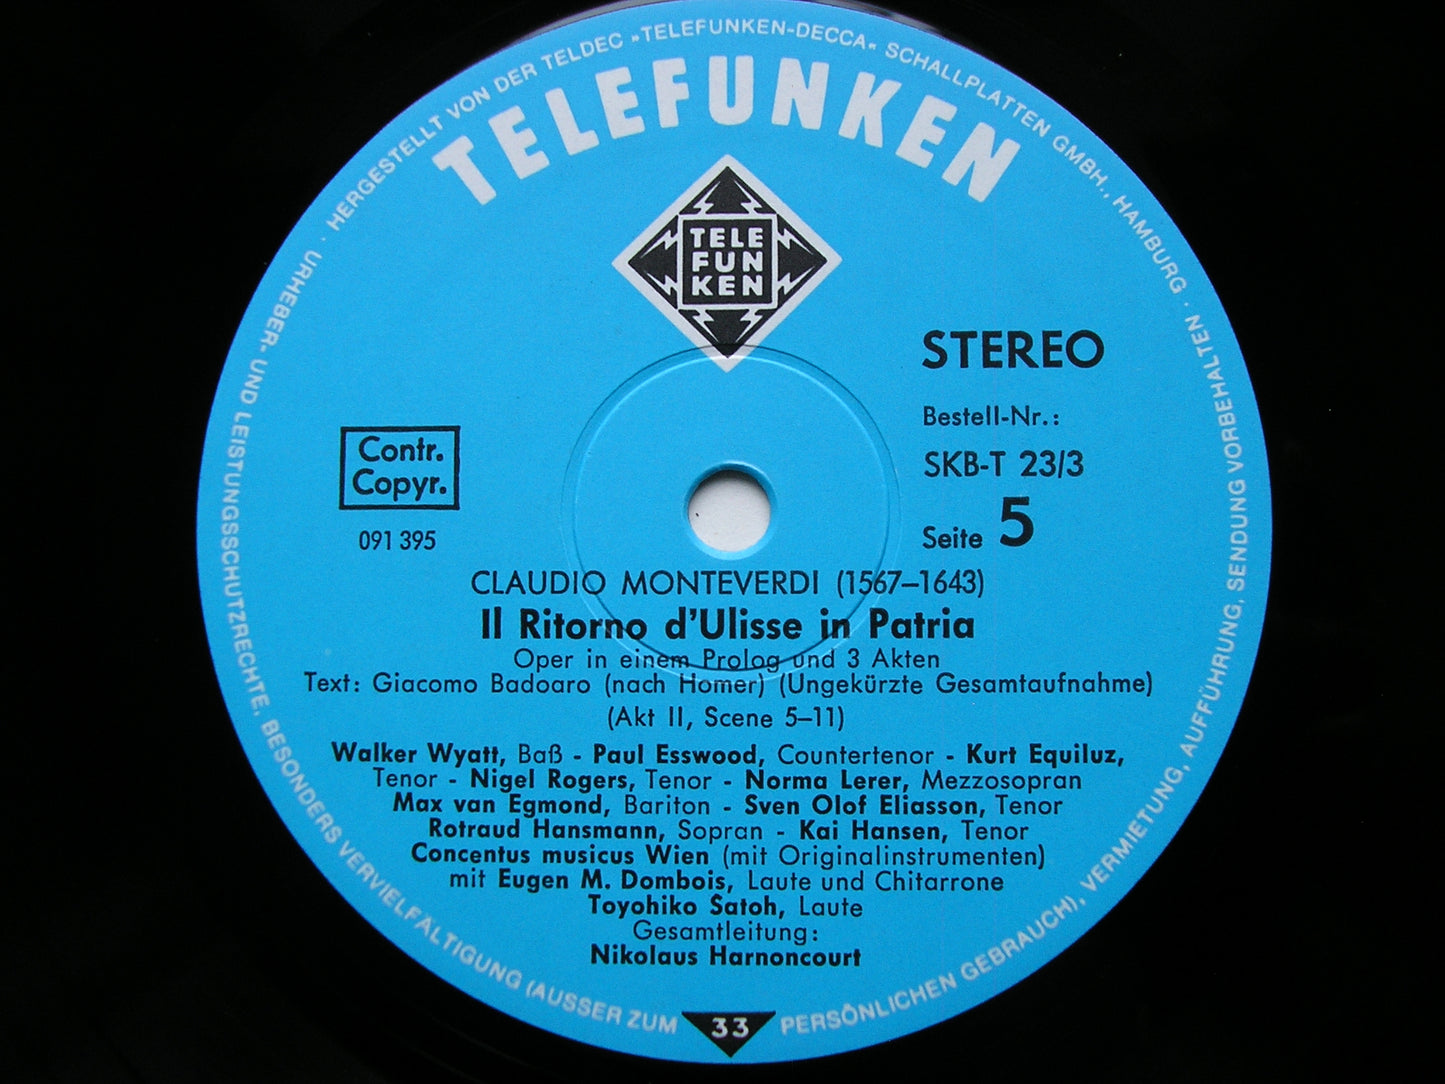 HERGESTELLT VON DER TELDEC »TELEFUNKEN-DECCA« SCHALLPLATTEN GMBH., HAMBURG · URHEBER- UND LEISTUNGSSCHUTZRECHTE, BESONDERS VERVIELFÄLTIGUNG (AUSSER ZUM PERSÖNLICHEN GEBRAUCH), VERMIETUNG, AUFFÜHRUNG, SENDUNG VORBEHALTEN ·
TELEFUNKEN
TELE
FUN
KEN
STEREO
Bestell-Nr.:
SKB-T 23/3
Seite 5
Contr.
Copyr.
091 395
CLAUDIO MONTEVERDI (1567–1643)
Il Ritorno d'Ulisse in Patria
Oper in einem Prolog und 3 Akten
Text: Giacomo Badoaro (nach Homer) (Ungekürzte Gesamtaufnahme)
(Akt II, Scene 5–11)
Walker Wyatt, Baß - Paul Esswood, Countertenor - Kurt Equiluz,
Tenor - Nigel Rogers, Tenor - Norma Lerer, Mezzosopran
Max van Egmond, Bariton - Sven Olof Eliasson, Tenor
Rotraud Hansmann, Sopran - Kai Hansen, Tenor
Concentus musicus Wien (mit Originalinstrumenten)
mit Eugen M. Dombois, Laute und Chitarrone
Toyohiko Satoh, Laute
Gesamtleitung:
Nikolaus Harnoncourt
33